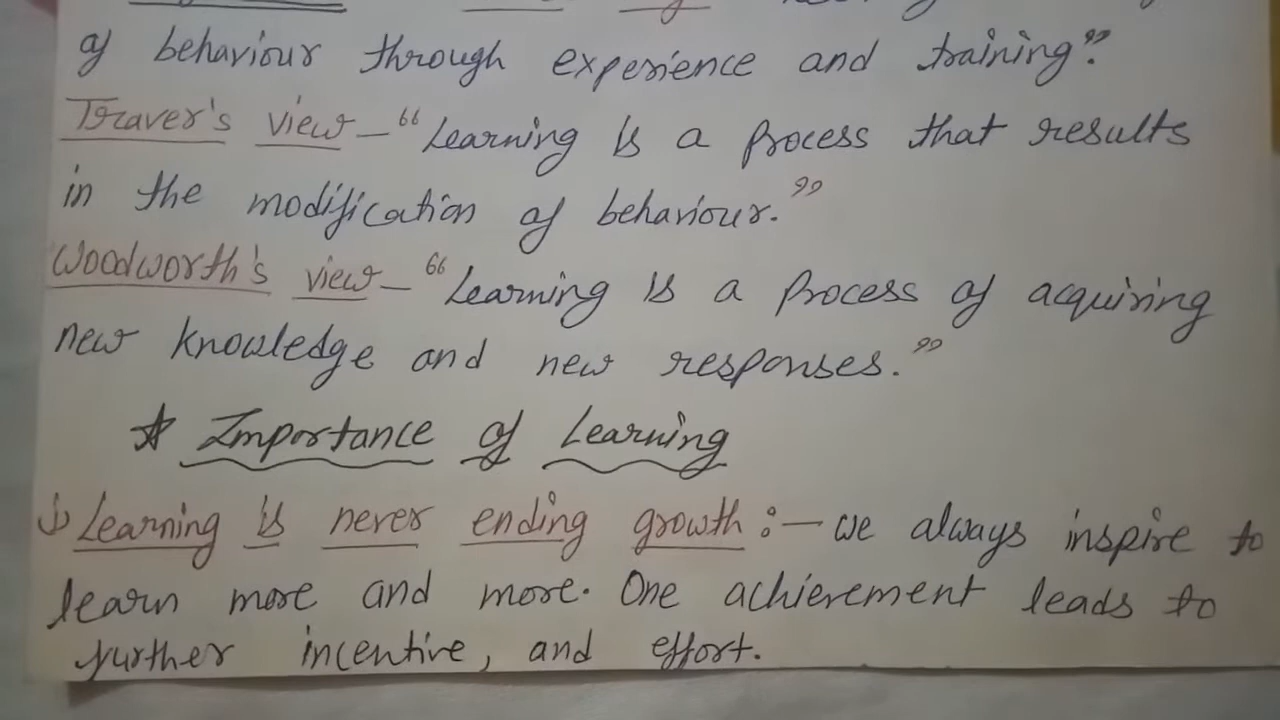 of behaviour through experience and training”
Traver's view – “Learning is a process that results
in the modification of behaviour.”
Woodworth's view – “Learning is a process of acquiring
new knowledge and new responses.”
☆ Importance of Learning
i) Learning is never ending growth :– we always inspire to
learn more and more. One achievement leads to
further incentive, and effort.